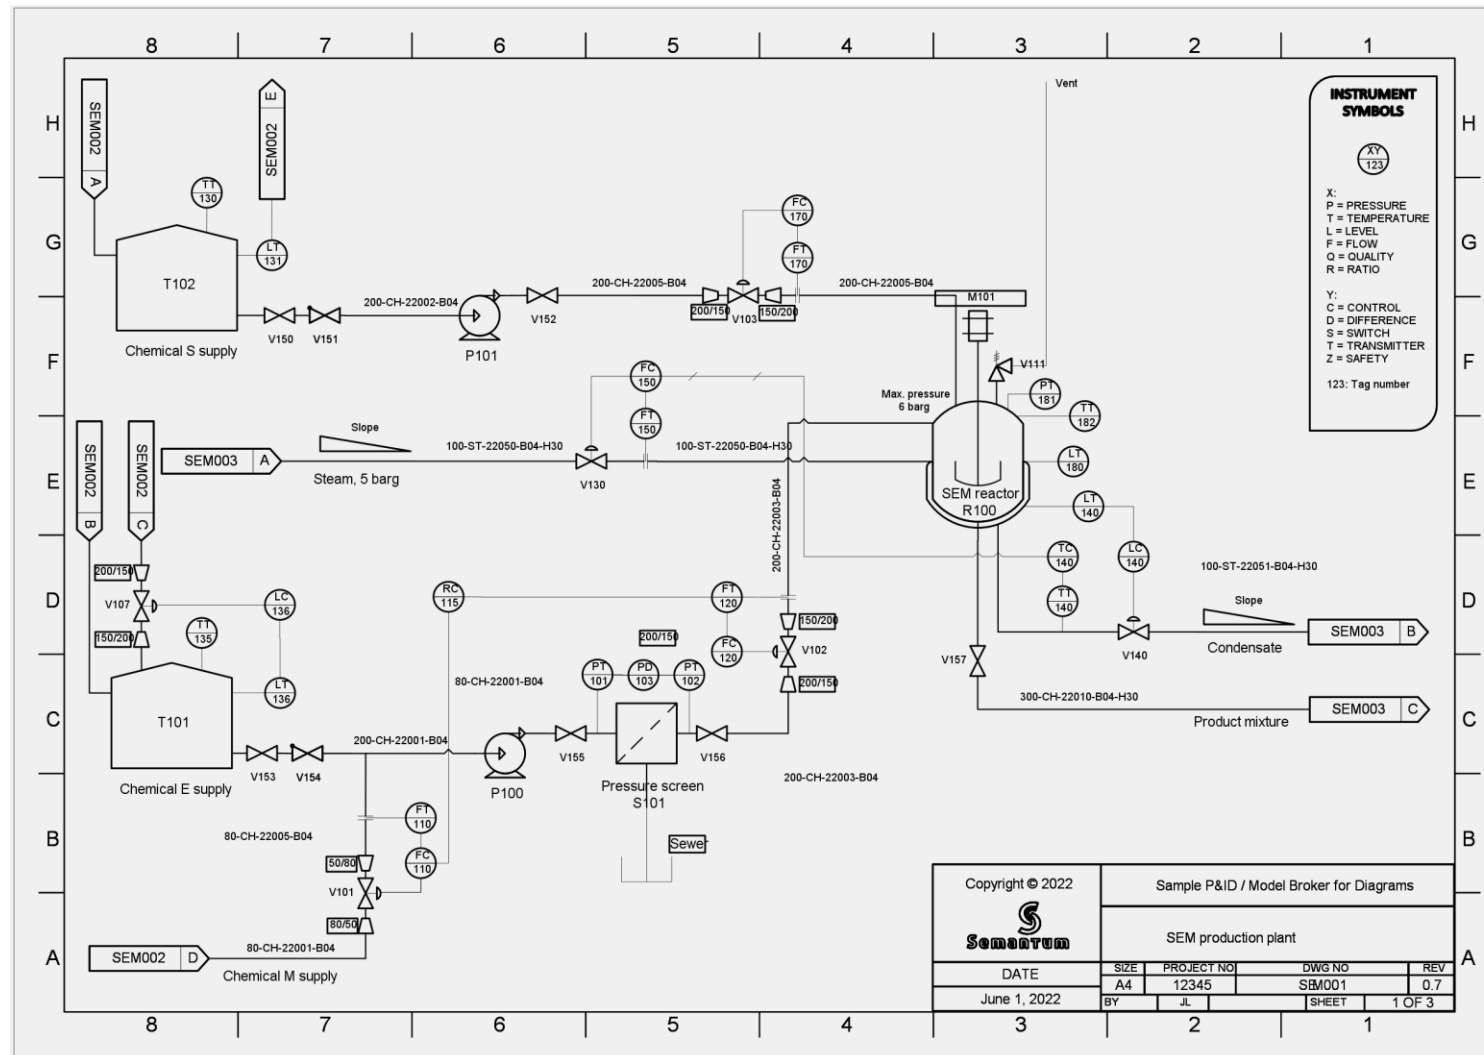 8 7 6 5 4 3 2 1
H
G
F
E
D
C
B
A
H
G
F
E
D
C
B
A
SEM002 A
SEM002 E
TT
130
LT
131
T102
Chemical S supply
V150
V151
200-CH-22002-B04
P101
V152
200-CH-22005-B04
200/150
V103
150/200
FC
170
FT
170
200-CH-22005-B04
M101
Vent
V111
Max. pressure
6 barg
PT
181
TT
182
LT
180
LT
140
SEM reactor
R100
INSTRUMENT
SYMBOLS
XY
123
X:
P = PRESSURE
T = TEMPERATURE
L = LEVEL
F = FLOW
Q = QUALITY
R = RATIO
Y:
C = CONTROL
D = DIFFERENCE
S = SWITCH
T = TRANSMITTER
Z = SAFETY
123: Tag number
SEM002 B
SEM002 C
SEM003 A
Slope
Steam, 5 barg
100-ST-22050-B04-H30
V130
FC
150
FT
150
100-ST-22050-B04-H30
200-CH-22003-B04
200/150
V107
150/200
LC
136
TT
135
LT
136
T101
Chemical E supply
V153
V154
200-CH-22001-B04
RC
115
80-CH-22001-B04
P100
V155
PT
101
PD
103
PT
102
200/150
Pressure screen
S101
V156
Sewer
FT
120
FC
120
150/200
V102
200/150
200-CH-22003-B04
TC
140
TT
140
LC
140
100-ST-22051-B04-H30
Slope
V140
Condensate
SEM003 B
V157
300-CH-22010-B04-H30
Product mixture
SEM003 C
80-CH-22005-B04
FT
110
FC
110
50/80
V101
80/50
80-CH-22001-B04
SEM002 D
Chemical M supply
Copyright © 2022
Semantum
DATE
June 1, 2022
Sample P&ID / Model Broker for Diagrams
SEM production plant
SIZE PROJECT NO DWG NO REV
A4 12345 SEM001 0.7
BY JL SHEET 1 OF 3
8 7 6 5 4 3 2 1